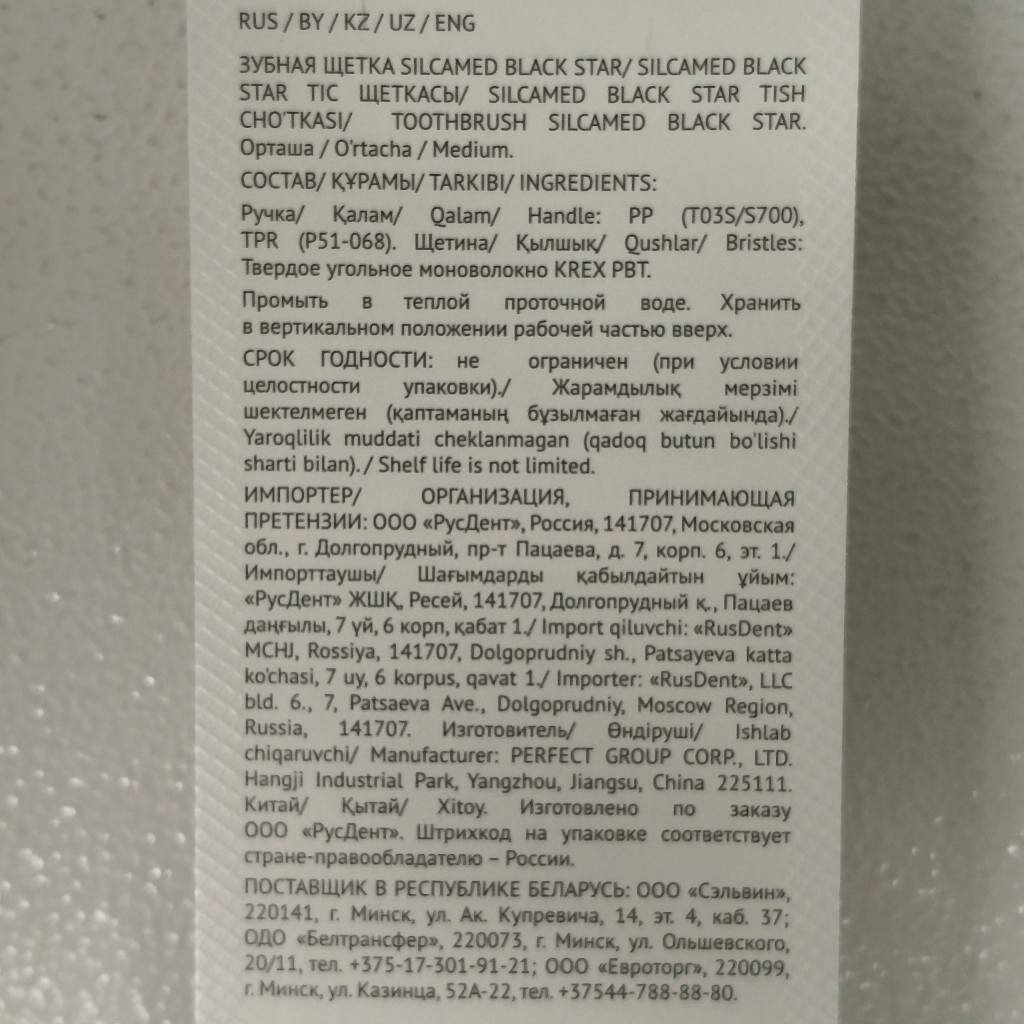 RUS / BY / KZ / UZ / ENG
ЗУБНАЯ ЩЕТКА SILCAMED BLACK STAR/ SILCAMED BLACK
STAR ТІС ЩЕТКАСЫ/ SILCAMED BLACK STAR TISH
CHO'TKASI/ TOOTHBRUSH SILCAMED BLACK STAR.
Орташа / O'rtacha / Medium.
СОСТАВ/ ҚҰРАМЫ/ TARKIBI/ INGREDIENTS:
Ручка/ Қалам/ Qalam/ Handle: PP (T03S/S700),
TPR (P51-068). Щетина/ Қылшық/ Qushlar/ Bristles:
Твердое угольное моноволокно KREX PBT.
Промыть в теплой проточной воде. Хранить
в вертикальном положении рабочей частью вверх.
СРОК ГОДНОСТИ: не ограничен (при условии
целостности упаковки)./ Жарамдылық мерзімі
шектелмеген (қаптаманың бұзылмаған жағдайында)./
Yaroqlilik muddati cheklanmagan (qadoq butun bo'lishi
sharti bilan). / Shelf life is not limited.
ИМПОРТЕР/ ОРГАНИЗАЦИЯ, ПРИНИМАЮЩАЯ
ПРЕТЕНЗИИ: ООО «РусДент», Россия, 141707, Московская
обл., г. Долгопрудный, пр-т Пацаева, д. 7, корп. 6, эт. 1./
Импорттаушы/ Шағымдарды қабылдайтын ұйым:
«РусДент» ЖШҚ, Ресей, 141707, Долгопрудный қ., Пацаев
даңғылы, 7 үй, 6 корп, қабат 1./ Import qiluvchi: «RusDent»
MCHJ, Rossiya, 141707, Dolgoprudniy sh., Patsayeva katta
ko'chasi, 7 uy, 6 korpus, qavat 1./ Importer: «RusDent», LLC
bld. 6., 7, Patsaeva Ave., Dolgoprudniy, Moscow Region,
Russia, 141707. Изготовитель/ Өндіруші/ Ishlab
chiqaruvchi/ Manufacturer: PERFECT GROUP CORP., LTD.
Hangji Industrial Park, Yangzhou, Jiangsu, China 225111.
Китай/ Қытай/ Xitoy. Изготовлено по заказу
ООО «РусДент». Штрихкод на упаковке соответствует
стране-правообладателю – России.
ПОСТАВЩИК В РЕСПУБЛИКЕ БЕЛАРУСЬ: ООО «Сэльвин»,
220141, г. Минск, ул. Ак. Купревича, 14, эт. 4, каб. 37;
ОДО «Белтрансфер», 220073, г. Минск, ул. Ольшевского,
20/11, тел. +375-17-301-91-21; ООО «Евроторг», 220099,
г. Минск, ул. Казинца, 52А-22, тел. +37544-788-88-80.